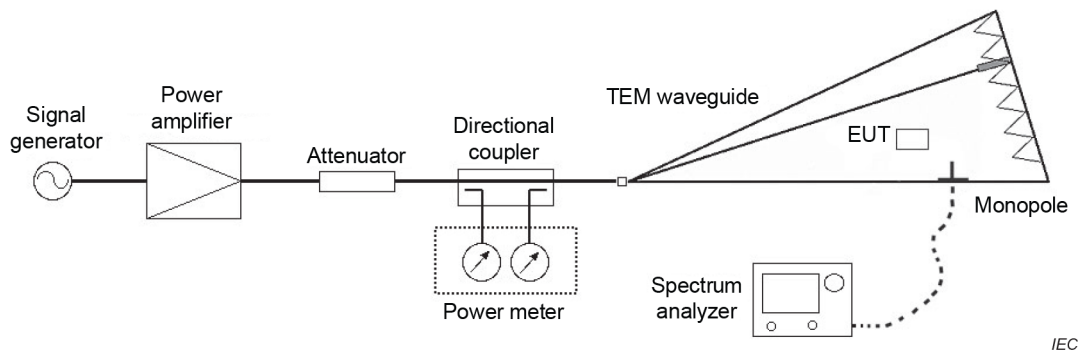 Signal
generator
Power
amplifier
Attenuator
Directional
coupler
Power meter
TEM waveguide
EUT
Monopole
Spectrum
analyzer
IEC